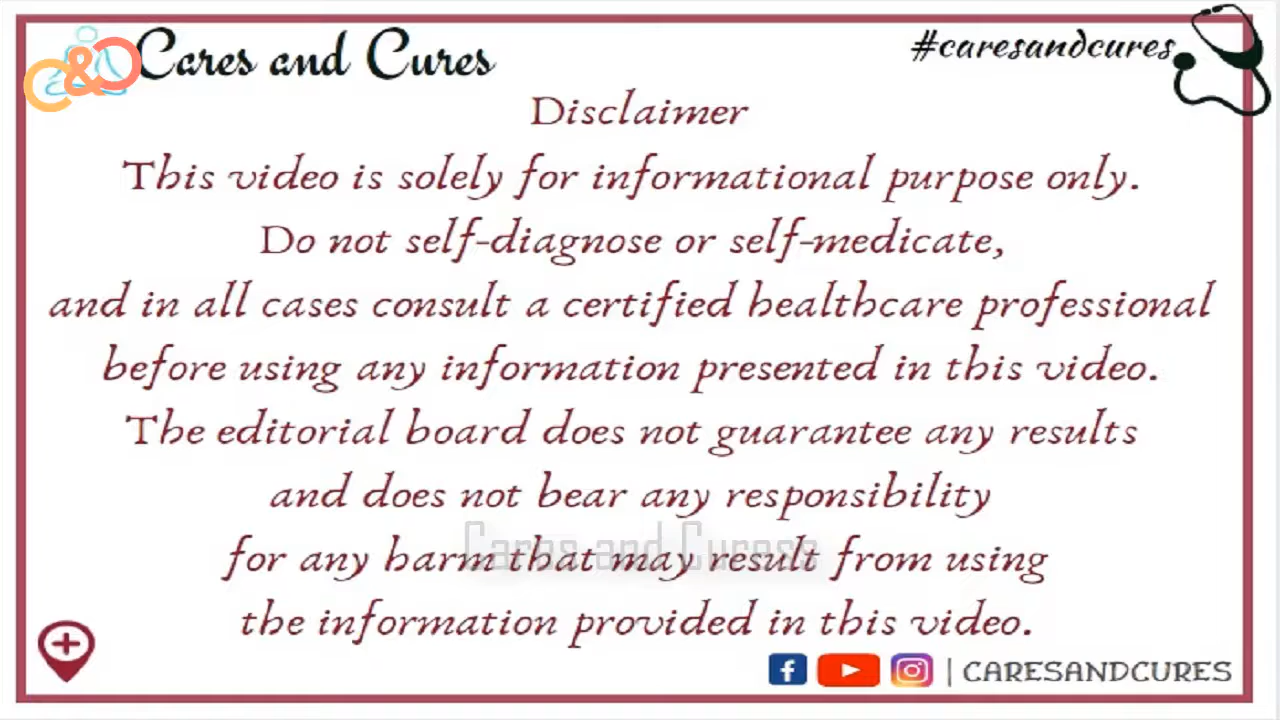 C&C Cares and Cures
#caresandcures
Disclaimer
This video is solely for informational purpose only.
Do not self-diagnose or self-medicate,
and in all cases consult a certified healthcare professional
before using any information presented in this video.
The editorial board does not guarantee any results
and does not bear any responsibility
for any harm that may result from using
Cares and Curess
the information provided in this video.
| CARESANDCURES